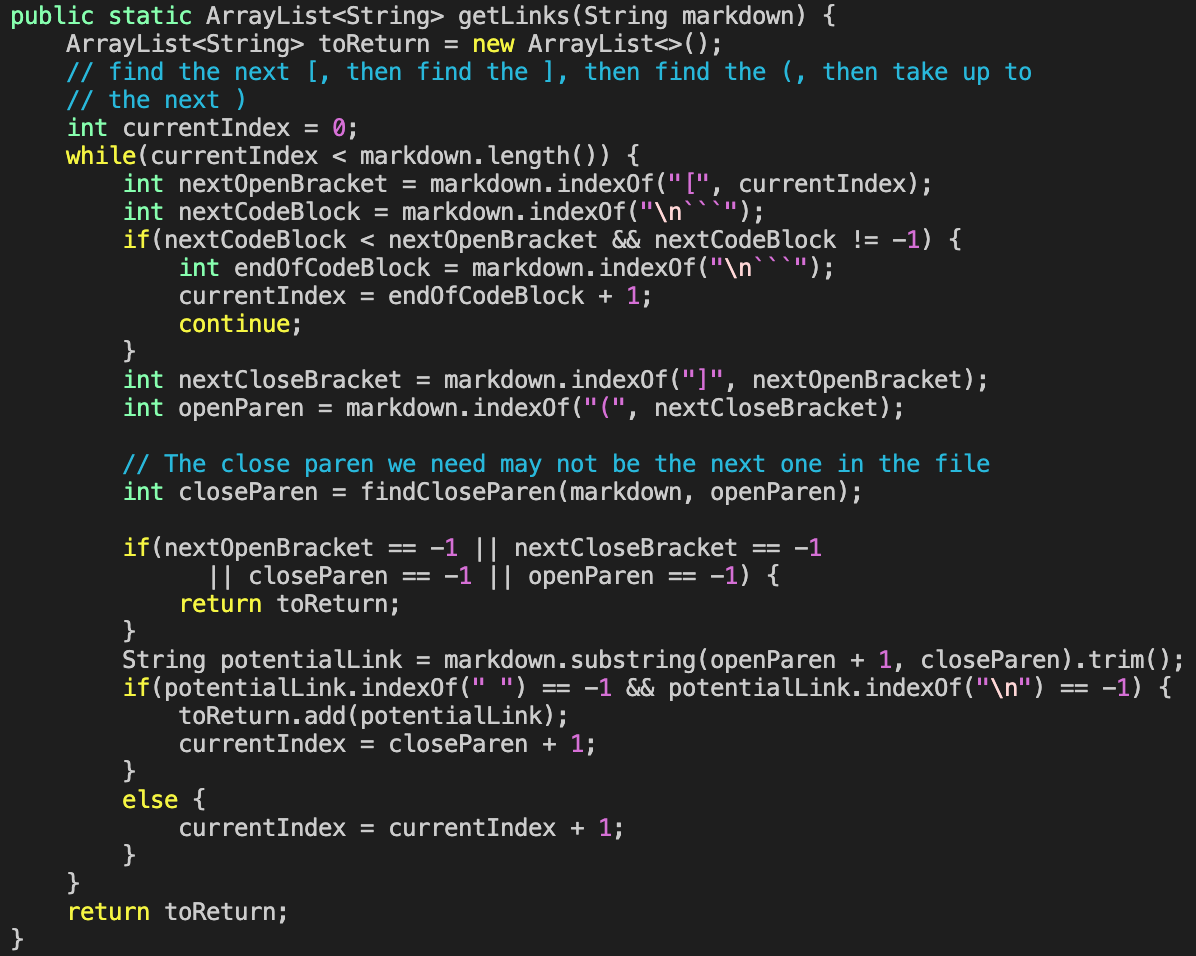 public static ArrayList<String> getLinks(String markdown) {
    ArrayList<String> toReturn = new ArrayList<>();
    // find the next [, then find the ], then find the (, then take up to
    // the next )
    int currentIndex = 0;
    while(currentIndex < markdown.length()) {
        int nextOpenBracket = markdown.indexOf("[", currentIndex);
        int nextCodeBlock = markdown.indexOf("\n```");
        if(nextCodeBlock < nextOpenBracket && nextCodeBlock != -1) {
            int endOfCodeBlock = markdown.indexOf("\n```");
            currentIndex = endOfCodeBlock + 1;
            continue;
        }
        int nextCloseBracket = markdown.indexOf("]", nextOpenBracket);
        int openParen = markdown.indexOf("(", nextCloseBracket);

        // The close paren we need may not be the next one in the file
        int closeParen = findCloseParen(markdown, openParen);

        if(nextOpenBracket == -1 || nextCloseBracket == -1
              || closeParen == -1 || openParen == -1) {
            return toReturn;
        }
        String potentialLink = markdown.substring(openParen + 1, closeParen).trim();
        if(potentialLink.indexOf(" ") == -1 && potentialLink.indexOf("\n") == -1) {
            toReturn.add(potentialLink);
            currentIndex = closeParen + 1;
        }
        else {
            currentIndex = currentIndex + 1;
        }
    }
    return toReturn;
}